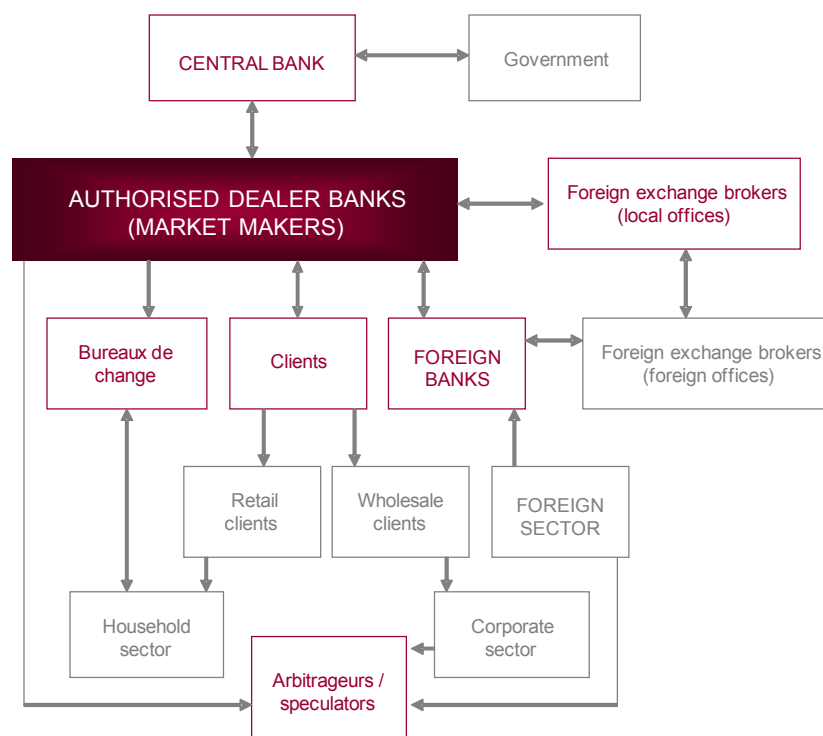 CENTRAL BANK
Government
AUTHORISED DEALER BANKS
(MARKET MAKERS)
Foreign exchange brokers
(local offices)
Bureaux de
change
Clients
FOREIGN
BANKS
Foreign exchange brokers
(foreign offices)
Retail
clients
Wholesale
clients
FOREIGN
SECTOR
Household
sector
Corporate
sector
Arbitrageurs /
speculators